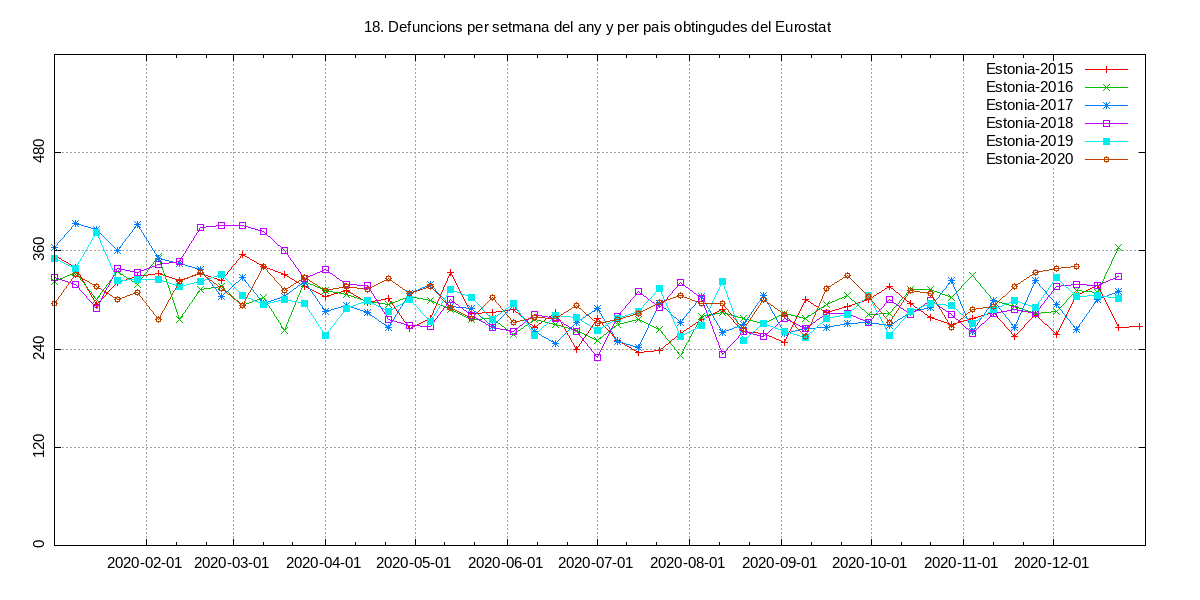 18. Defuncions per setmana del any y per pais obtingudes del Eurostat
Estonia-2015
Estonia-2016
Estonia-2017
Estonia-2018
Estonia-2019
Estonia-2020
480
360
240
120
0
2020-02-01 2020-03-01 2020-04-01 2020-05-01 2020-06-01 2020-07-01 2020-08-01 2020-09-01 2020-10-01 2020-11-01 2020-12-01